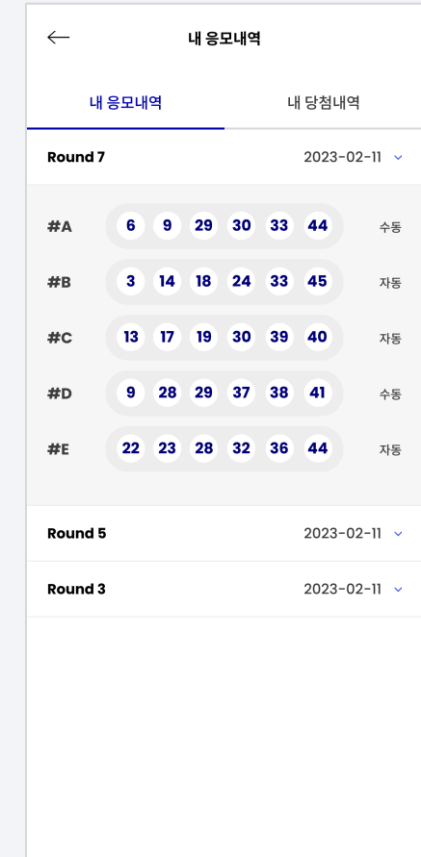 내 응모내역
내 응모내역 내 당첨내역
Round 7 2023-02-11
#A 6 9 29 30 33 44 수동
#B 3 14 18 24 33 45 자동
#C 13 17 19 30 39 40 자동
#D 9 28 29 37 38 41 수동
#E 22 23 28 32 36 44 자동
Round 5 2023-02-11
Round 3 2023-02-11